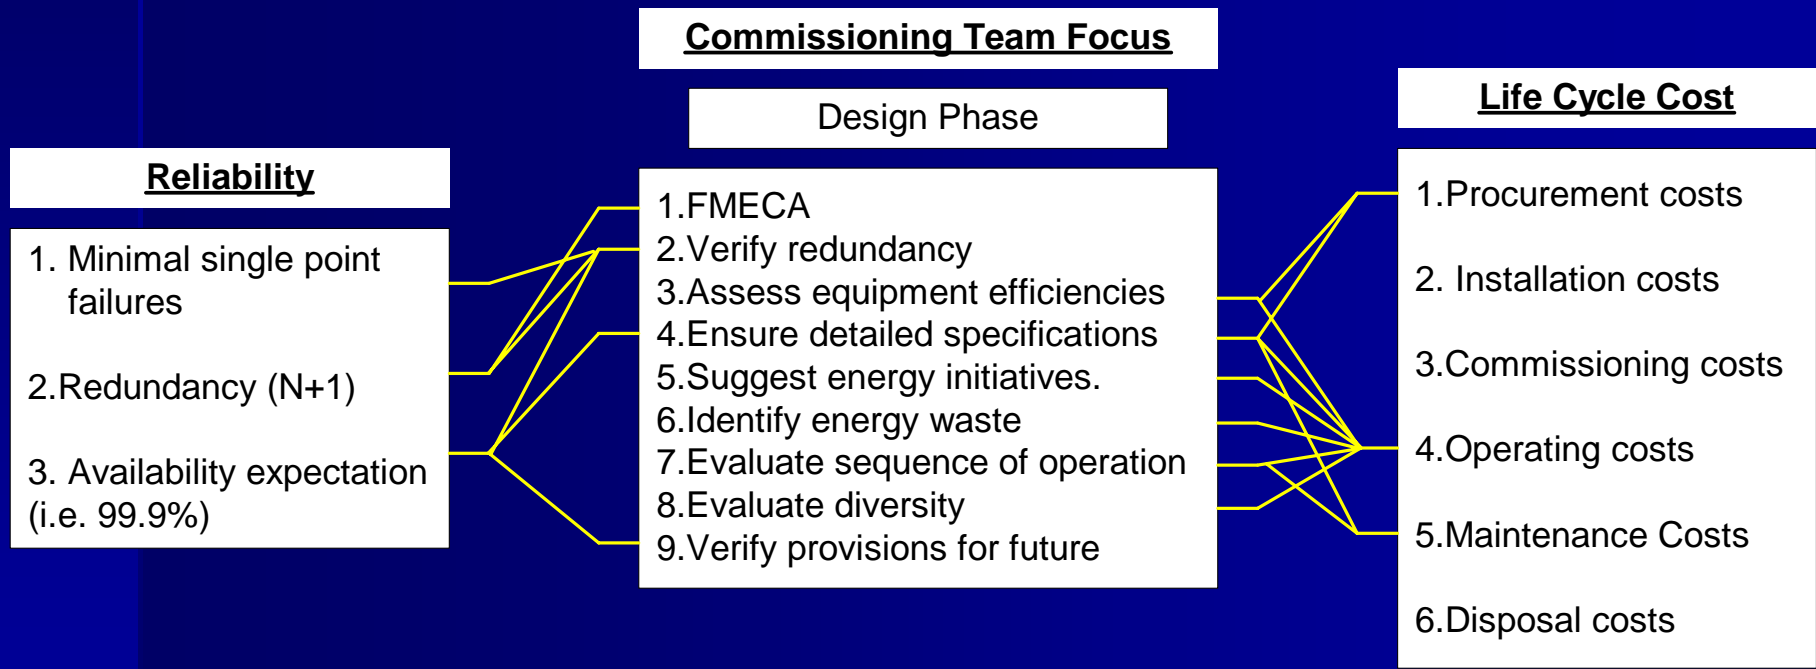 Commissioning Team Focus
Design Phase
Reliability
1. Minimal single point
failures
2.Redundancy (N+1)
3. Availability expectation
(i.e. 99.9%)
1.FMECA
2.Verify redundancy
3.Assess equipment efficiencies
4.Ensure detailed specifications
5.Suggest energy initiatives.
6.Identify energy waste
7.Evaluate sequence of operation
8.Evaluate diversity
9.Verify provisions for future
Life Cycle Cost
1.Procurement costs
2. Installation costs
3.Commissioning costs
4.Operating costs
5.Maintenance Costs
6.Disposal costs